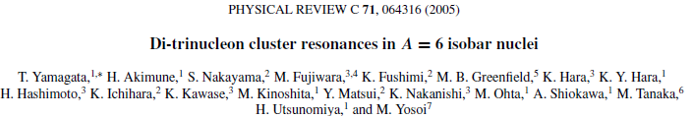 PHYSICAL REVIEW C 71, 064316 (2005)
Di-trinucleon cluster resonances in A = 6 isobar nuclei
T. Yamagata,1,* H. Akimune,1 S. Nakayama,2 M. Fujiwara,3,4 K. Fushimi,2 M. B. Greenfield,5 K. Hara,3 K. Y. Hara,1
H. Hashimoto,3 K. Ichihara,2 K. Kawase,3 M. Kinoshita,1 Y. Matsui,2 K. Nakanishi,3 M. Ohta,1 A. Shiokawa,1 M. Tanaka,6
H. Utsunomiya,1 and M. Yosoi7